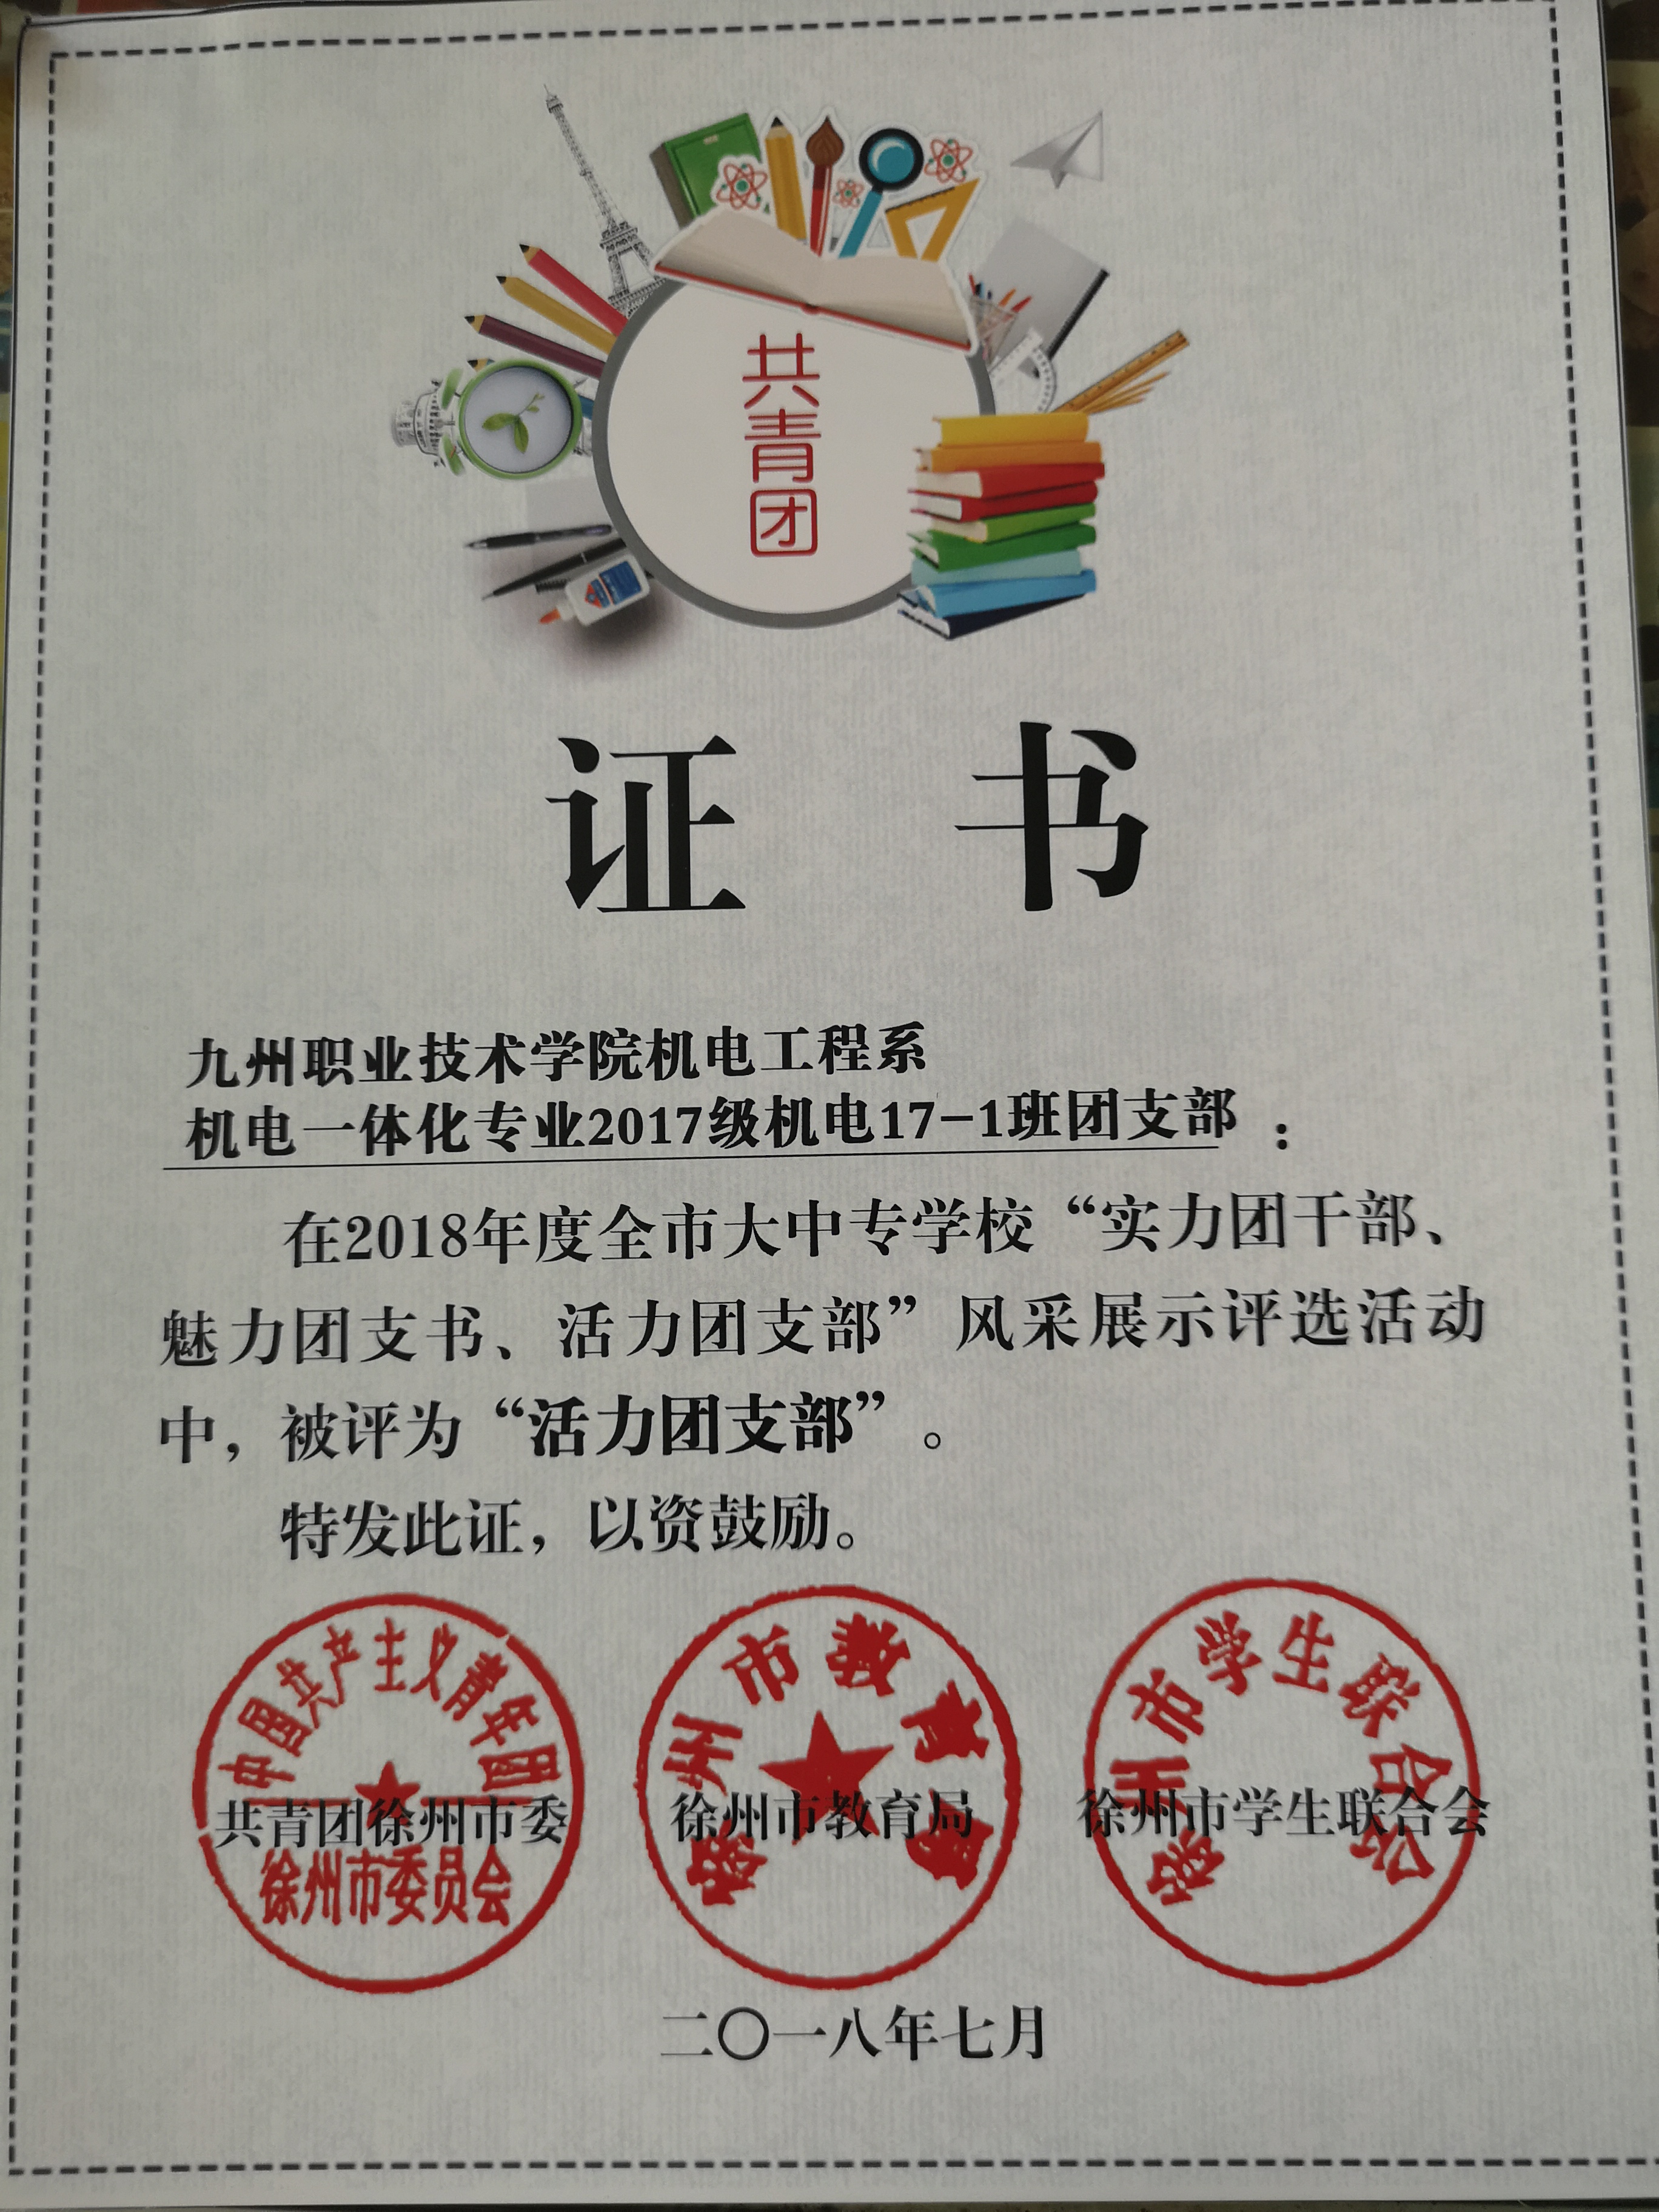 共
青
团
证 书
九州职业技术学院机电工程系
机电一体化专业2017级机电17-1班团支部：
在2018年度全市大中专学校“实力团干部、
魅力团支书、活力团支部”风采展示评选活动
中，被评为“活力团支部”。
特发此证，以资鼓励。
中国共产主义青年团
徐州市委员会
共青团徐州市委
徐州市教育局
徐州市教育局
徐州市学生联合会
徐州市学生联合会
二〇一八年七月